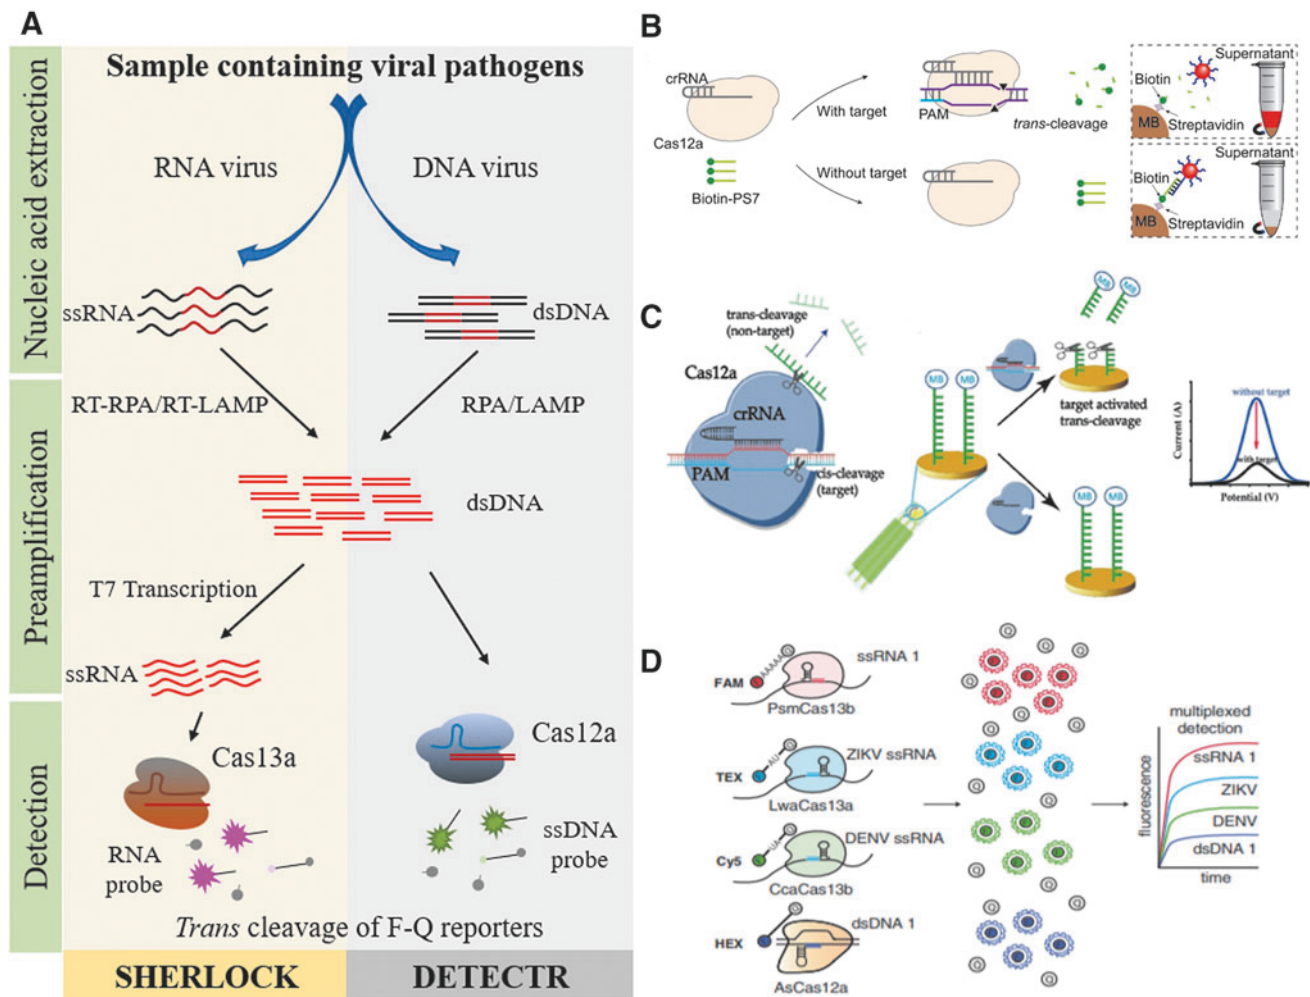 A
Nucleic acid extraction
Preamplification
Detection
Sample containing viral pathogens
RNA virus
DNA virus
ssRNA
dsDNA
RT-RPA/RT-LAMP
RPA/LAMP
dsDNA
T7 Transcription
ssRNA
Cas13a
Cas12a
RNA
probe
ssDNA
probe
Trans cleavage of F-Q reporters
SHERLOCK
DETECTR
B
crRNA
Cas12a
Biotin-PS7
With target
Without target
PAM
trans-cleavage
Supernatant
Biotin
MB
Streptavidin
Supernatant
Biotin
MB
Streptavidin
C
trans-cleavage
(non-target)
Cas12a
crRNA
PAM
cis-cleavage
(target)
MB
MB
MB
MB
target activated
trans-cleavage
MB
MB
Current (A)
without target
with target
Potential (V)
D
FAM
AAAAA
Q
ssRNA 1
PsmCas13b
TEX
AU
Q
ZIKV ssRNA
LwaCas13a
Cy5
UA
Q
DENV ssRNA
CcaCas13b
HEX
Q
dsDNA 1
AsCas12a
Q
Q
Q
Q
Q
Q
Q
Q
Q
Q
Q
Q
Q
Q
multiplexed
detection
fluorescence
ssRNA 1
ZIKV
DENV
dsDNA 1
time